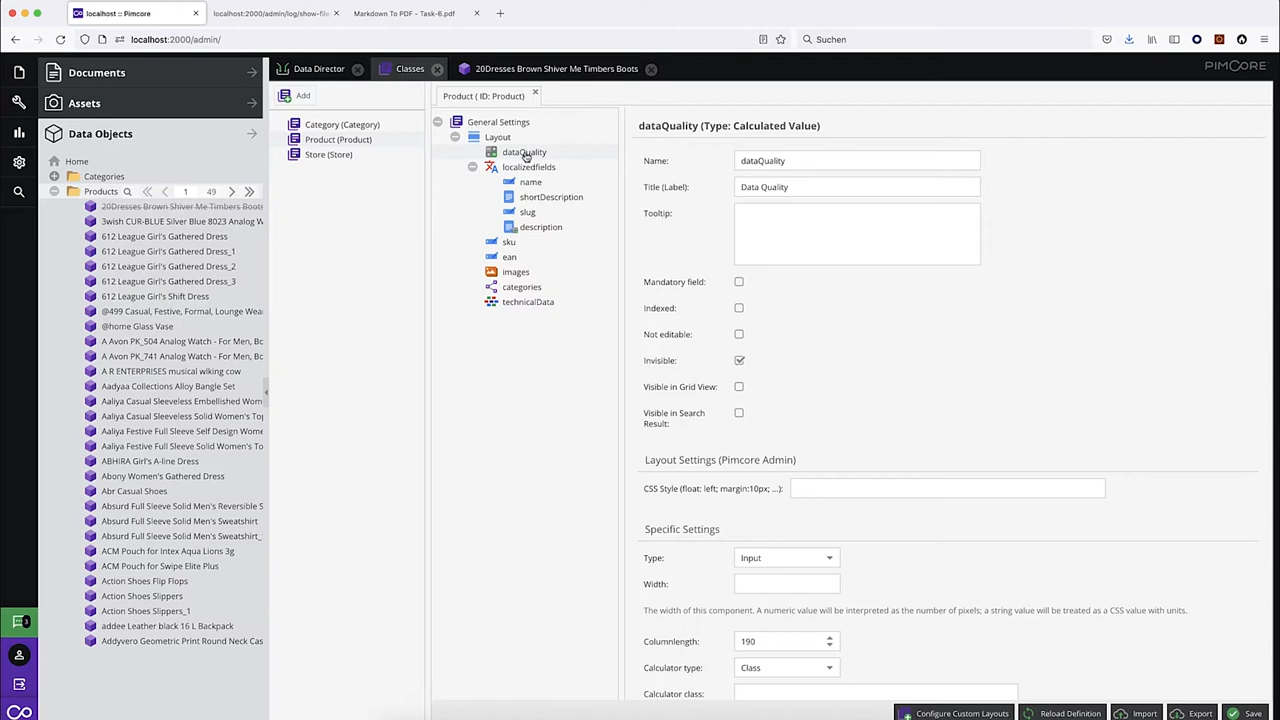 localhost :: Pimcore
localhost:2000/admin/log/show-file
Markdown To PDF - Task-6.pdf
localhost:2000/admin/
Suchen
Documents
Assets
Data Objects
Home
Categories
Products
1
49
20Dresses Brown Shiver Me Timbers Boots
3wish CUR-BLUE Silver Blue 8023 Analog W
612 League Girl's Gathered Dress
612 League Girl's Gathered Dress_1
612 League Girl's Gathered Dress_2
612 League Girl's Gathered Dress_3
612 League Girl's Shift Dress
@499 Casual, Festive, Formal, Lounge Wea
@home Glass Vase
A Avon PK_504 Analog Watch - For Men, Bo
A Avon PK_741 Analog Watch - For Men, Bo
A R ENTERPRISES musical wlking cow
Aadyaa Collections Alloy Bangle Set
Aaliya Casual Sleeveless Embellished Wom
Aaliya Casual Sleeveless Solid Women's Top
Aaliya Festive Full Sleeve Self Design Wome
Aaliya Festive Full Sleeve Solid Women's To
ABHIRA Girl's A-line Dress
Abony Women's Gathered Dress
Abr Casual Shoes
Absurd Full Sleeve Solid Men's Reversible S
Absurd Full Sleeve Solid Men's Sweatshirt
Absurd Full Sleeve Solid Men's Sweatshirt_
ACM Pouch for Intex Aqua Lions 3g
ACM Pouch for Swipe Elite Plus
Action Shoes Flip Flops
Action Shoes Slippers
Action Shoes Slippers_1
addee Leather black 16 L Backpack
Addyvero Geometric Print Round Neck Cas
Data Director
Classes
20Dresses Brown Shiver Me Timbers Boots
PIMCORE
Add
Category (Category)
Product (Product)
Store (Store)
Product ( ID: Product)
General Settings
Layout
dataQuality
localizedfields
name
shortDescription
slug
description
sku
ean
images
categories
technicalData
dataQuality (Type: Calculated Value)
Name:
dataQuality
Title (Label):
Data Quality
Tooltip:
Mandatory field:
Indexed:
Not editable:
Invisible:
Visible in Grid View:
Visible in Search
Result:
Layout Settings (Pimcore Admin)
CSS Style (float: left; margin:10px; ...):
Specific Settings
Type:
Input
Width:
The width of this component. A numeric value will be interpreted as the number of pixels; a string value will be treated as a CSS value with units.
Columnlength:
190
Calculator type:
Class
Calculator class:
Configure Custom Layouts
Reload Definition
Import
Export
Save